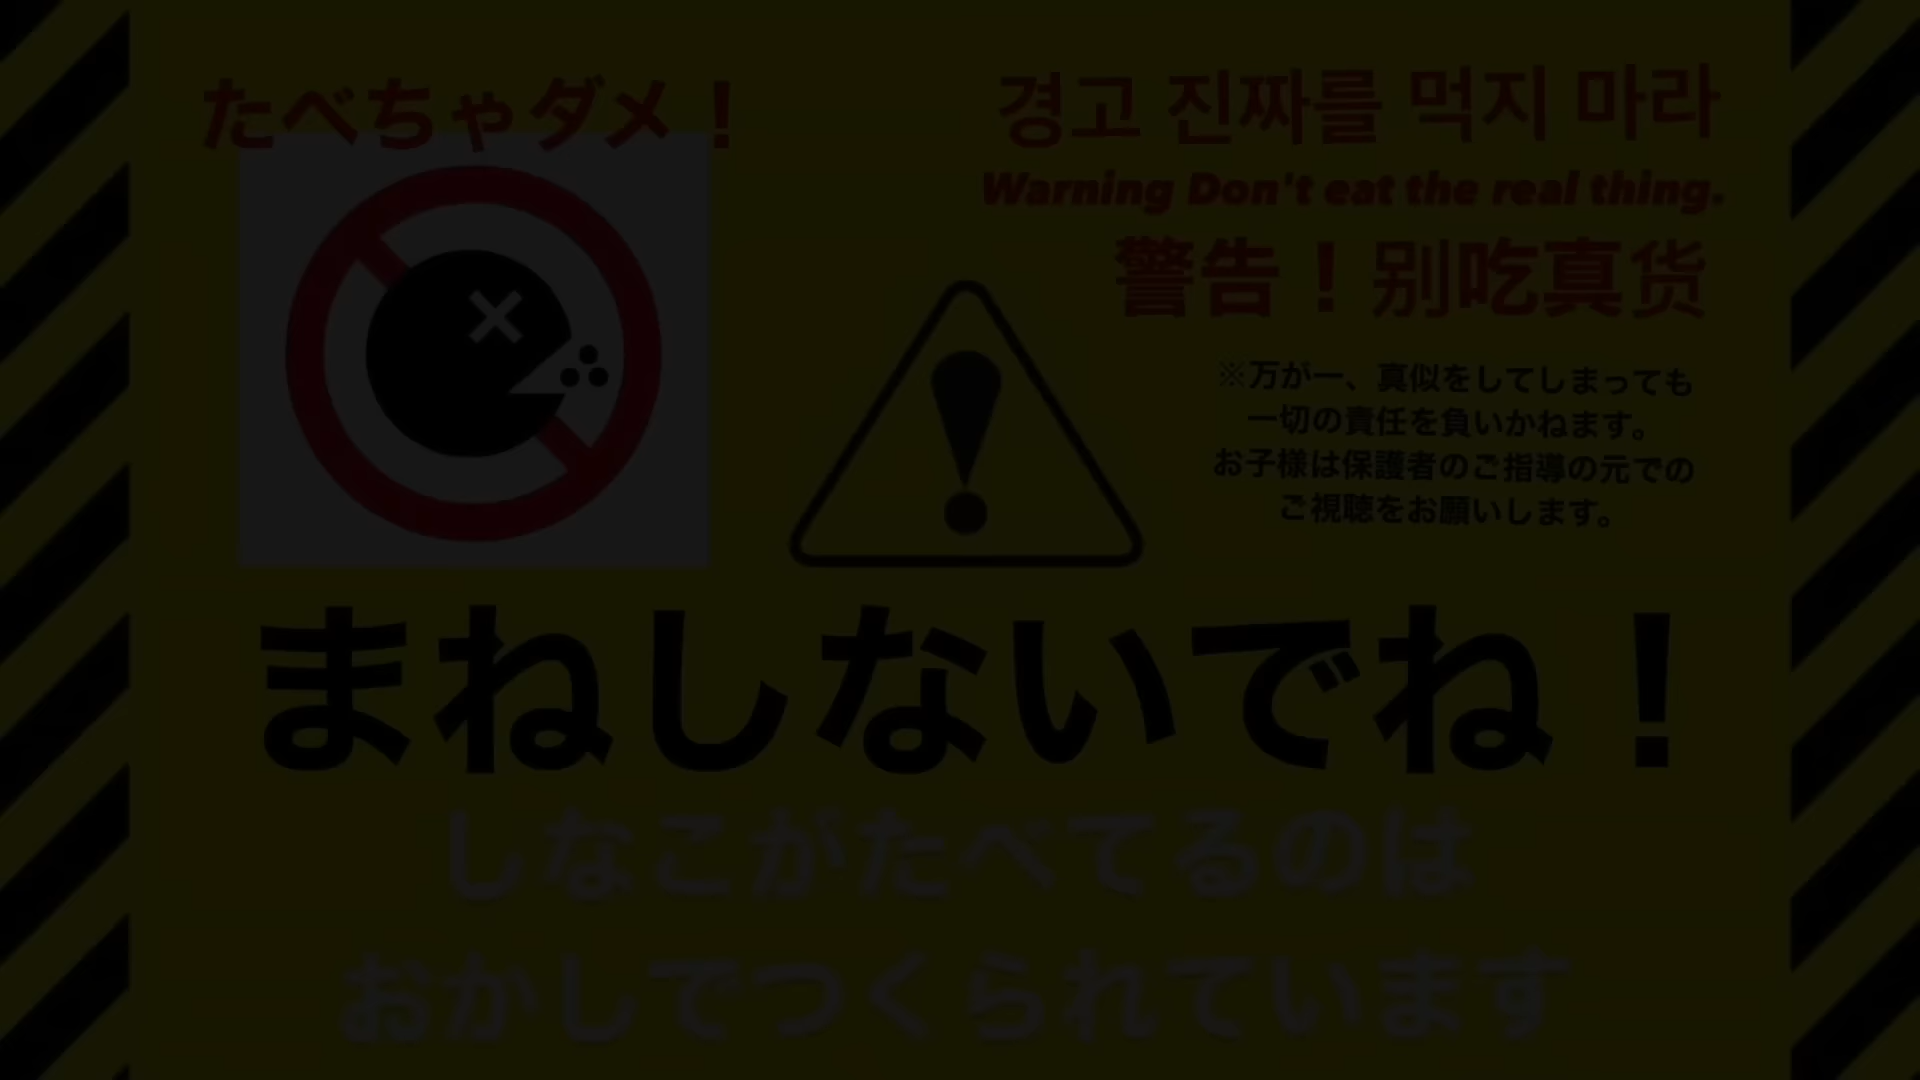 たべちゃダメ！
경고 진짜를 먹지 마라
Warning Don't eat the real thing.
警告！别吃真货
※万が一、真似をしてしまっても
一切の責任を負いかねます。
お子様は保護者のご指導の元での
ご視聴をお願いします。
まねしないでね！
しなこがたべてるのは
おかしでつくられています